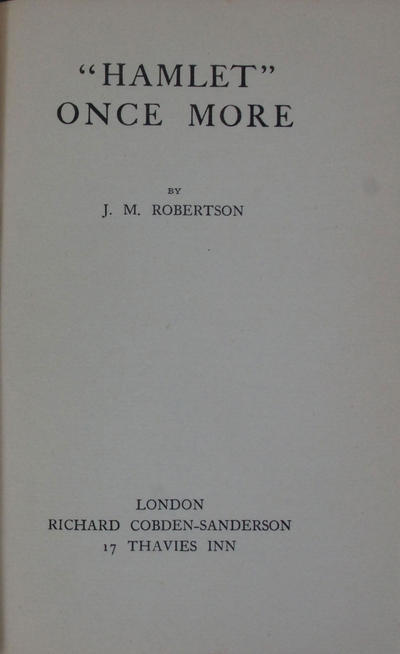 “HAMLET”
ONCE MORE
BY
J. M. ROBERTSON
LONDON
RICHARD COBDEN-SANDERSON
17 THAVIES INN